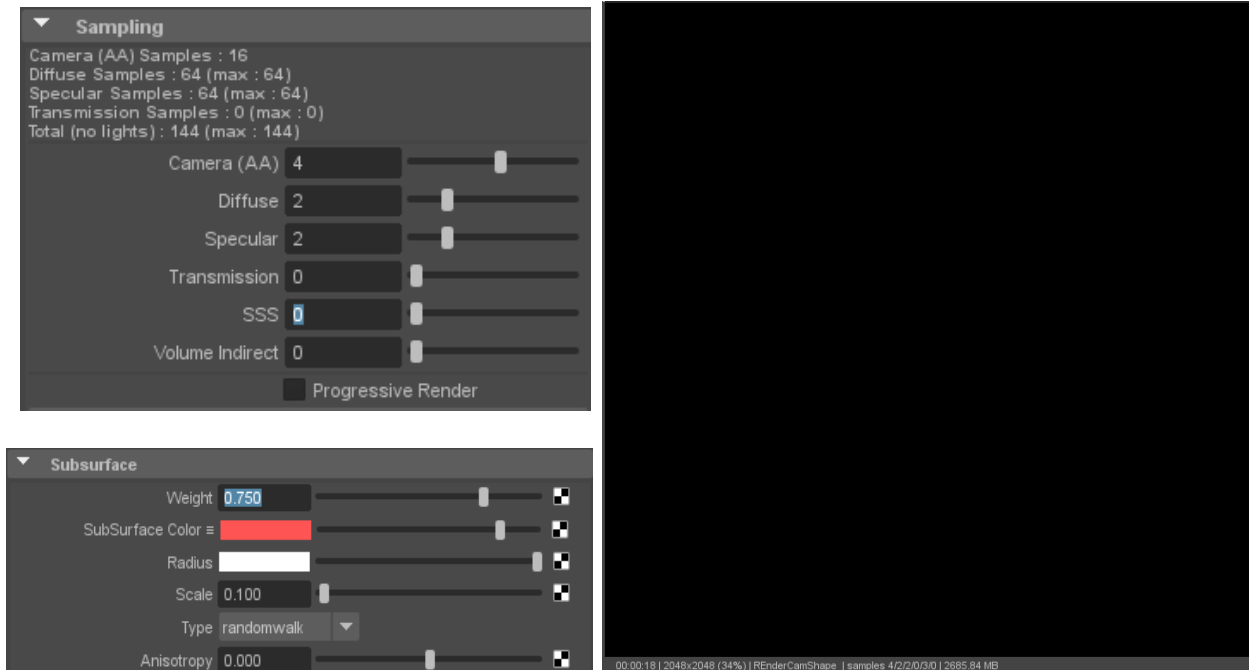 Sampling
Camera (AA) Samples : 16
Diffuse Samples : 64 (max : 64)
Specular Samples : 64 (max : 64)
Transmission Samples : 0 (max : 0)
Total (no lights) : 144 (max : 144)
Camera (AA) 4
Diffuse 2
Specular 2
Transmission 0
SSS 0
Volume Indirect 0
Progressive Render
Subsurface
Weight 0.750
SubSurface Color ≡
Radius
Scale 0.100
Type randomwalk
Anisotropy 0.000
00:00:18 | 2048x2048 (34%) | REnderCamShape | samples 4/2/2/0/3/0 | 2685.84 MB